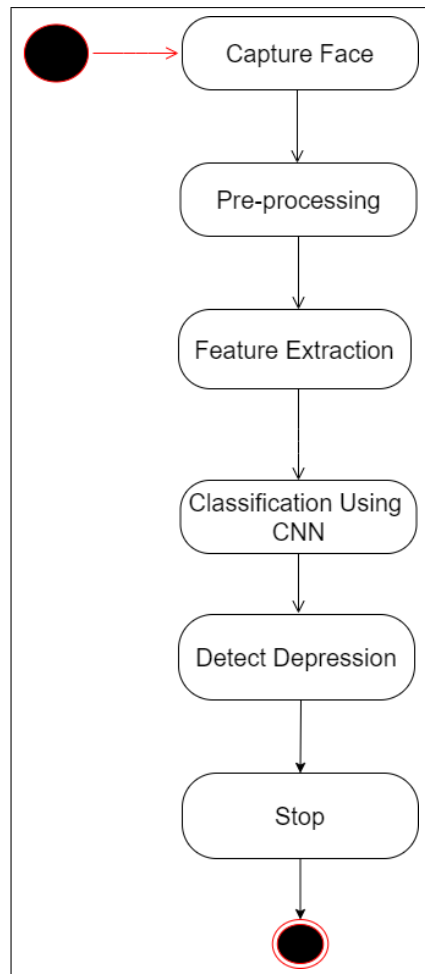 Capture Face
Pre-processing
Feature Extraction
Classification Using
CNN
Detect Depression
Stop